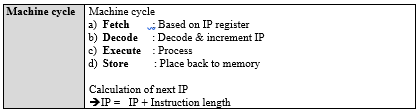 Machine cycle
Machine cycle
a) Fetch : Based on IP register
b) Decode : Decode & increment IP
c) Execute : Process
d) Store : Place back to memory
Calculation of next IP
➔IP = IP + Instruction length